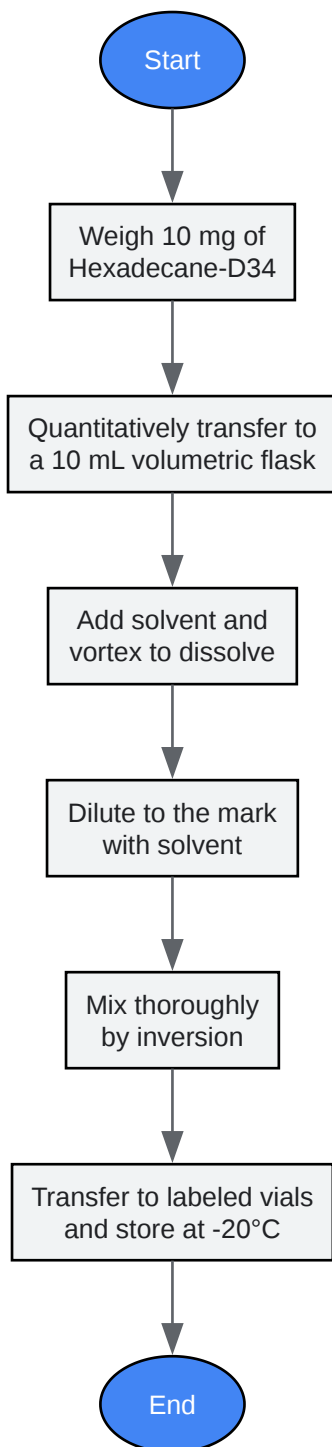 Start
Weigh 10 mg of
Hexadecane-D34
Quantitatively transfer to
a 10 mL volumetric flask
Add solvent and
vortex to dissolve
Dilute to the mark
with solvent
Mix thoroughly
by inversion
Transfer to labeled vials
and store at -20°C
End